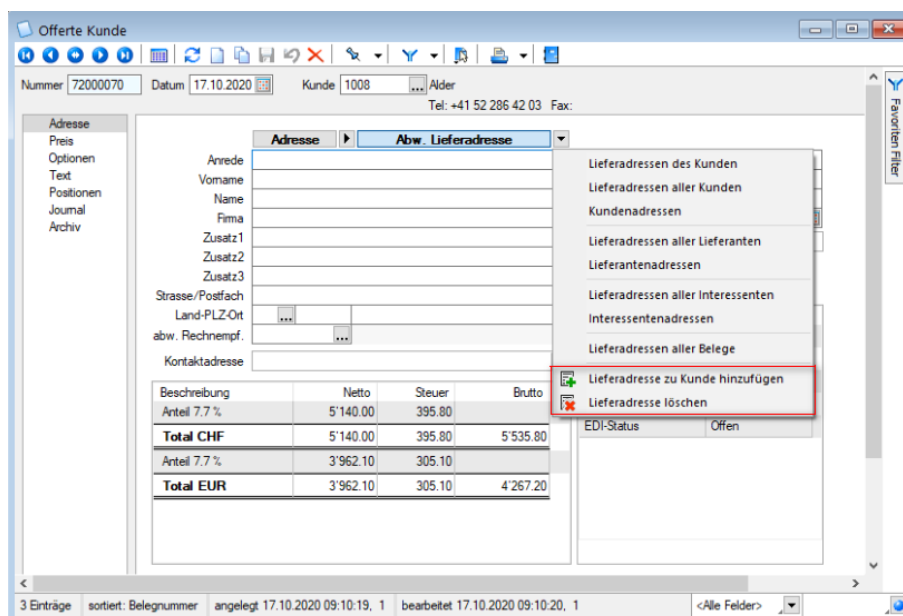 Offerte Kunde
Nummer 72000070 Datum 17.10.2020 Kunde 1008 ... Alder
Tel: +41 52 286 42 03 Fax:
Favoriten Filter
Adresse
Preis
Optionen
Text
Positionen
Journal
Archiv
Adresse Abw. Lieferadresse
Anrede
Vorname
Name
Firma
Zusatz1
Zusatz2
Zusatz3
Strasse/Postfach
Land-PLZ-Ort ...
abw. Rechnempf. ...
Kontaktadresse
Lieferadressen des Kunden
Lieferadressen aller Kunden
Kundenadressen
Lieferadressen aller Lieferanten
Lieferantenadressen
Lieferadressen aller Interessenten
Interessentenadressen
Lieferadressen aller Belege
Lieferadresse zu Kunde hinzufügen
Lieferadresse löschen
Beschreibung Netto Steuer Brutto
Anteil 7.7 % 5'140.00 395.80
Total CHF 5'140.00 395.80 5'535.80
Anteil 7.7 % 3'962.10 305.10
Total EUR 3'962.10 305.10 4'267.20
EDI-Status Offen
3 Einträge sortiert: Belegnummer angelegt 17.10.2020 09:10:19, 1 bearbeitet 17.10.2020 09:10:20, 1 <Alle Felder>